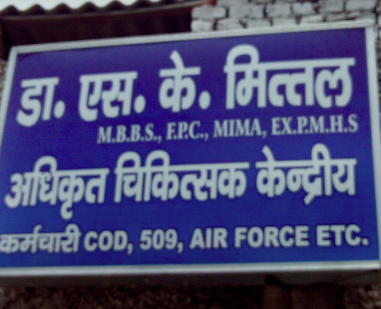 डा. एस. के. मित्तल
M.B.B.S., F.P.C., MIMA, EX.P.M.H.S
अधिकृत चिकित्सक केन्द्रीय
कर्मचारी COD, 509, AIR FORCE ETC.